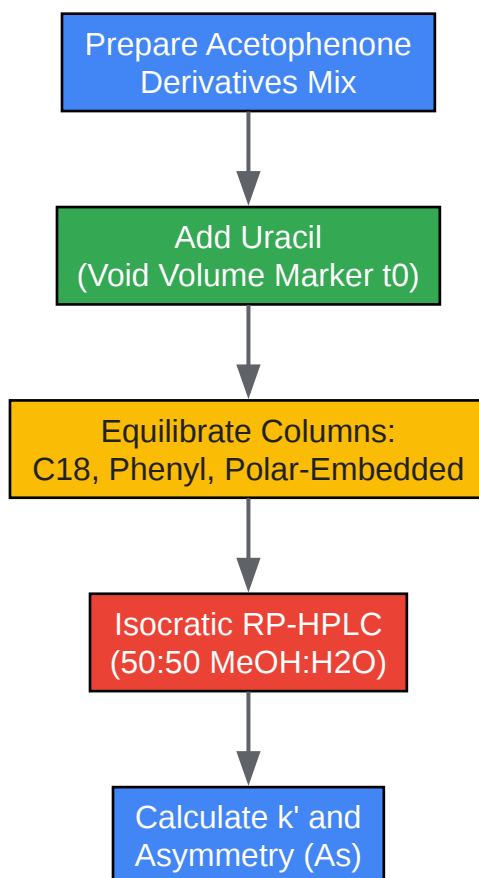 Prepare Acetophenone
Derivatives Mix
Add Uracil
(Void Volume Marker t0)
Equilibrate Columns:
C18, Phenyl, Polar-Embedded
Isocratic RP-HPLC
(50:50 MeOH:H2O)
Calculate k' and
Asymmetry (As)